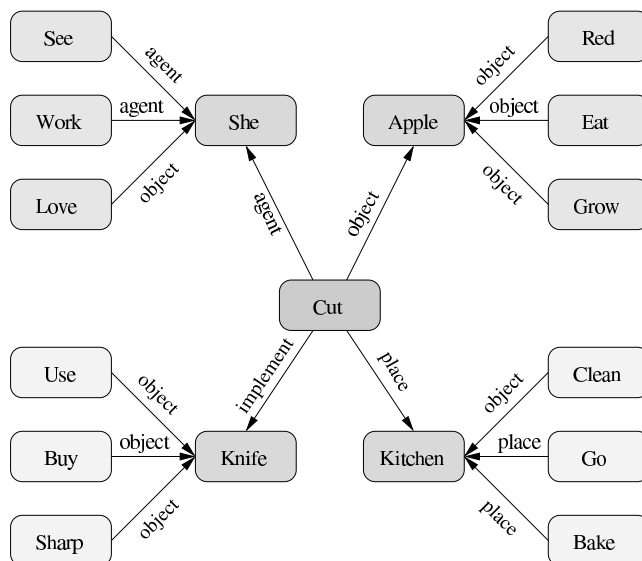 See
Red
agent
object
Work
agent
She
Apple
object
Eat
Love
object
object
Grow
agent
object
Cut
implement
place
Use
object
object
Clean
Buy
object
Knife
Kitchen
place
Go
Sharp
object
place
Bake